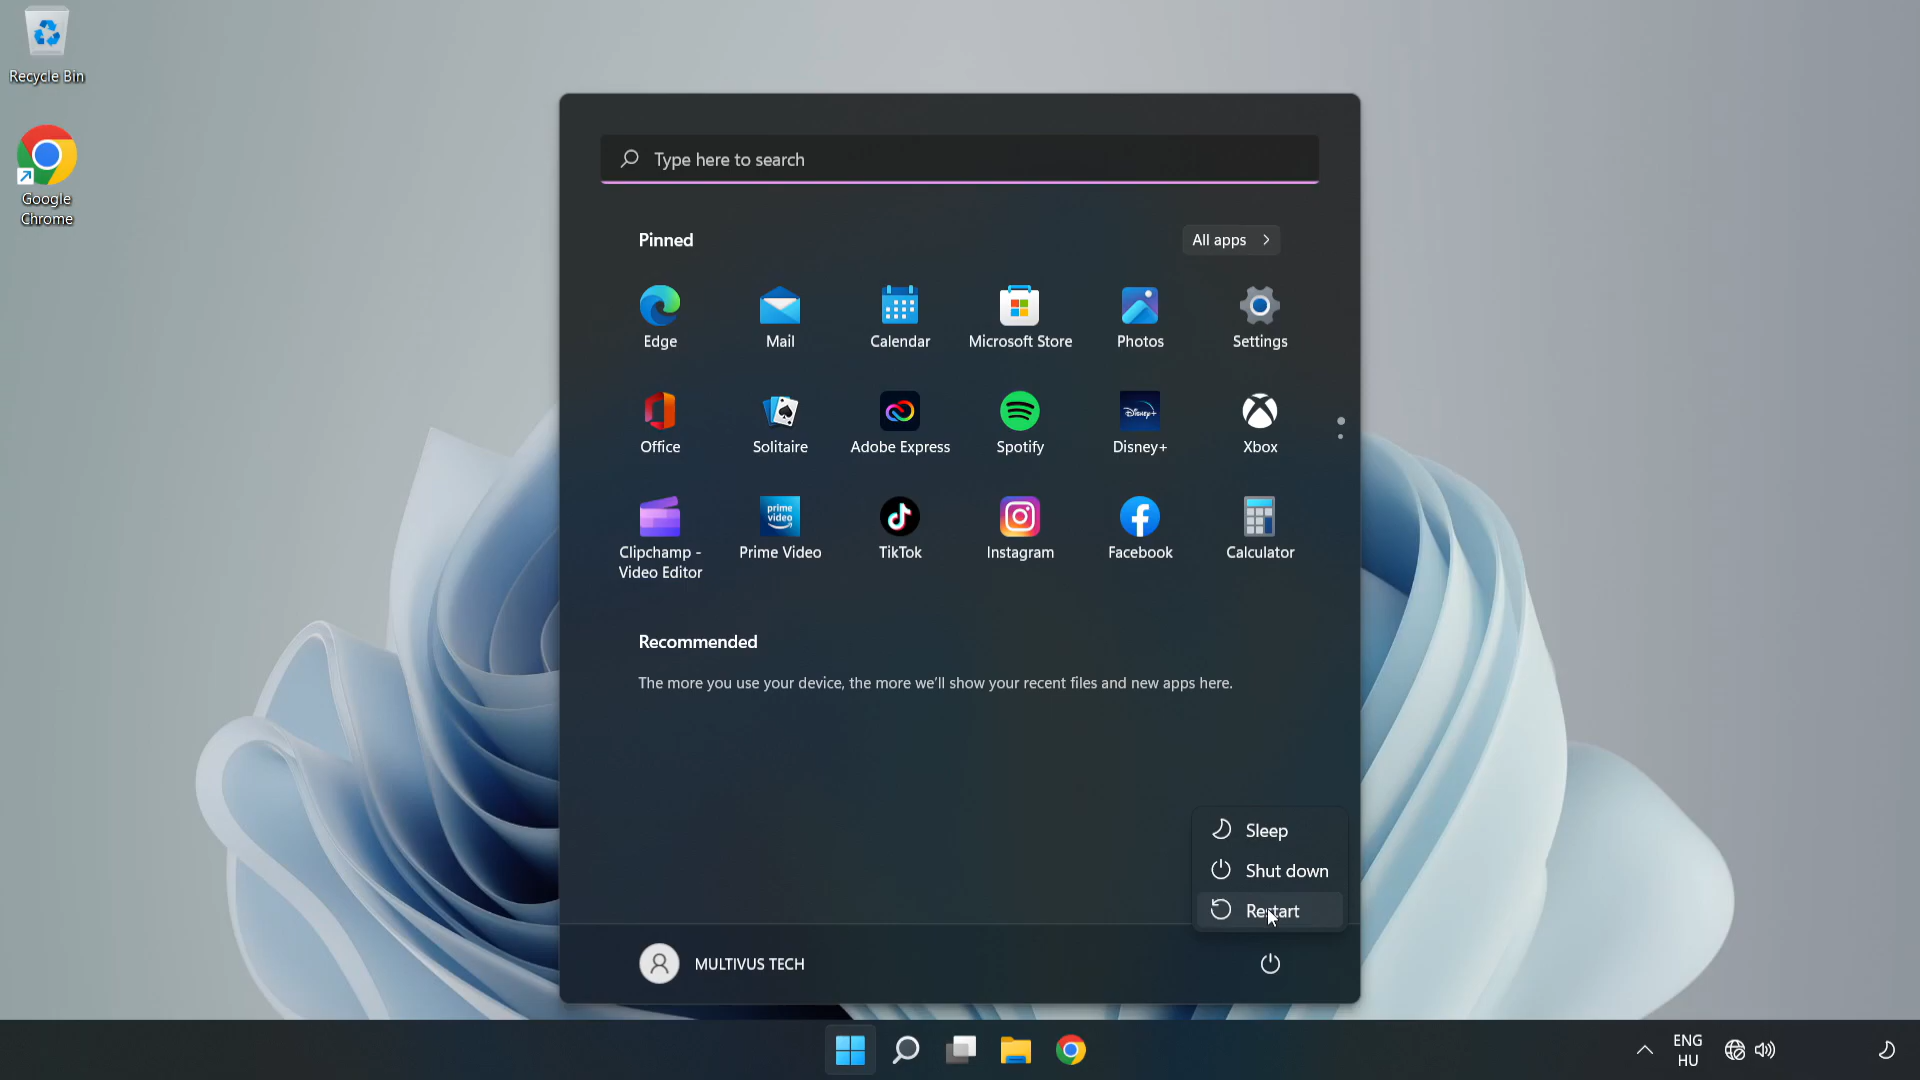 Recycle Bin
Google
Chrome
Type here to search
Pinned
All apps
Edge
Mail
Calendar
Microsoft Store
Photos
Settings
Office
Solitaire
Adobe Express
Spotify
Disney+
Disney+
Xbox
prime
video
Clipchamp -
Video Editor
Prime Video
TikTok
Instagram
Facebook
Calculator
Recommended
The more you use your device, the more we'll show your recent files and new apps here.
Sleep
Shut down
Restart
MULTIVUS TECH
ENG
HU